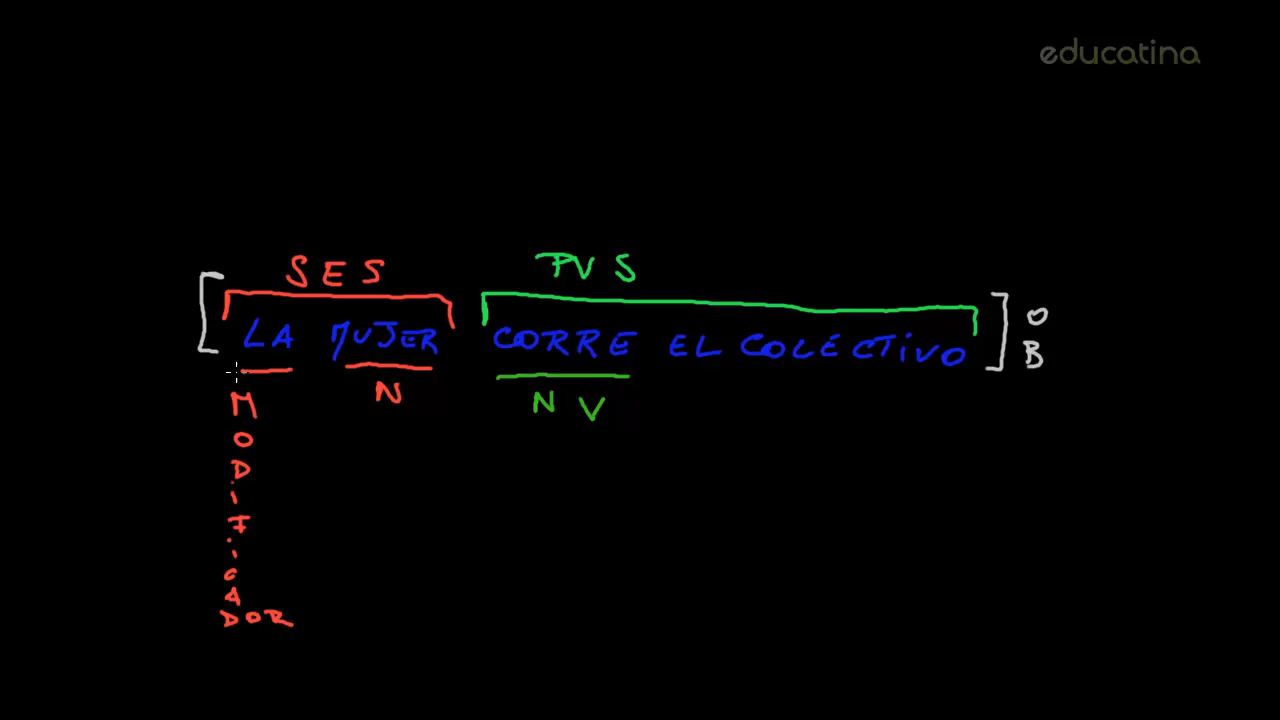 educatina
SES PVS
[LA MUJER CORRE EL COLECTIVO] O
B
N NV
MODIFICADOR